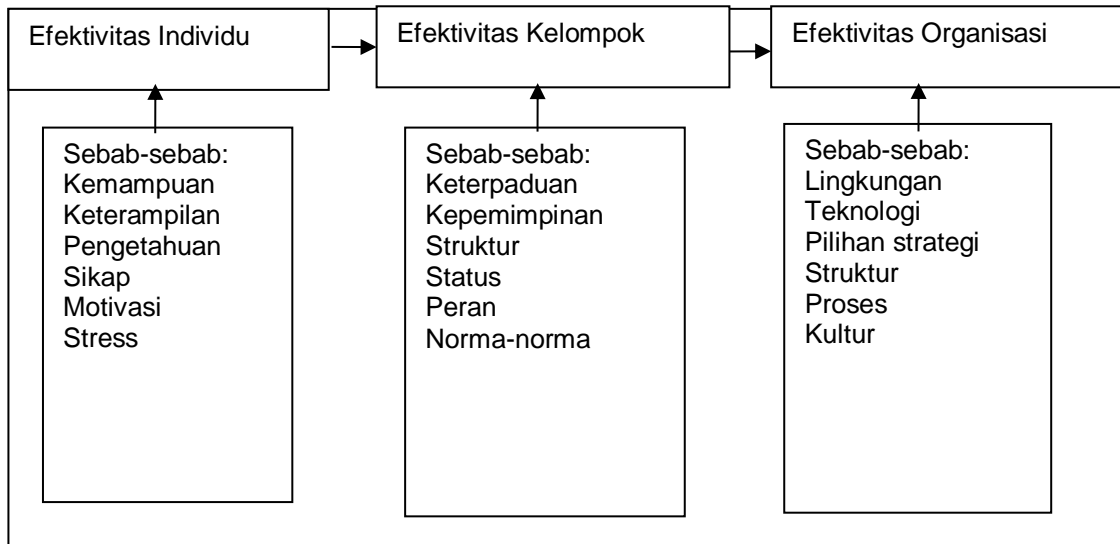 Efektivitas Individu
Efektivitas Kelompok
Efektivitas Organisasi
Sebab-sebab:
Kemampuan
Keterampilan
Pengetahuan
Sikap
Motivasi
Stress
Sebab-sebab:
Keterpaduan
Kepemimpinan
Struktur
Status
Peran
Norma-norma
Sebab-sebab:
Lingkungan
Teknologi
Pilihan strategi
Struktur
Proses
Kultur